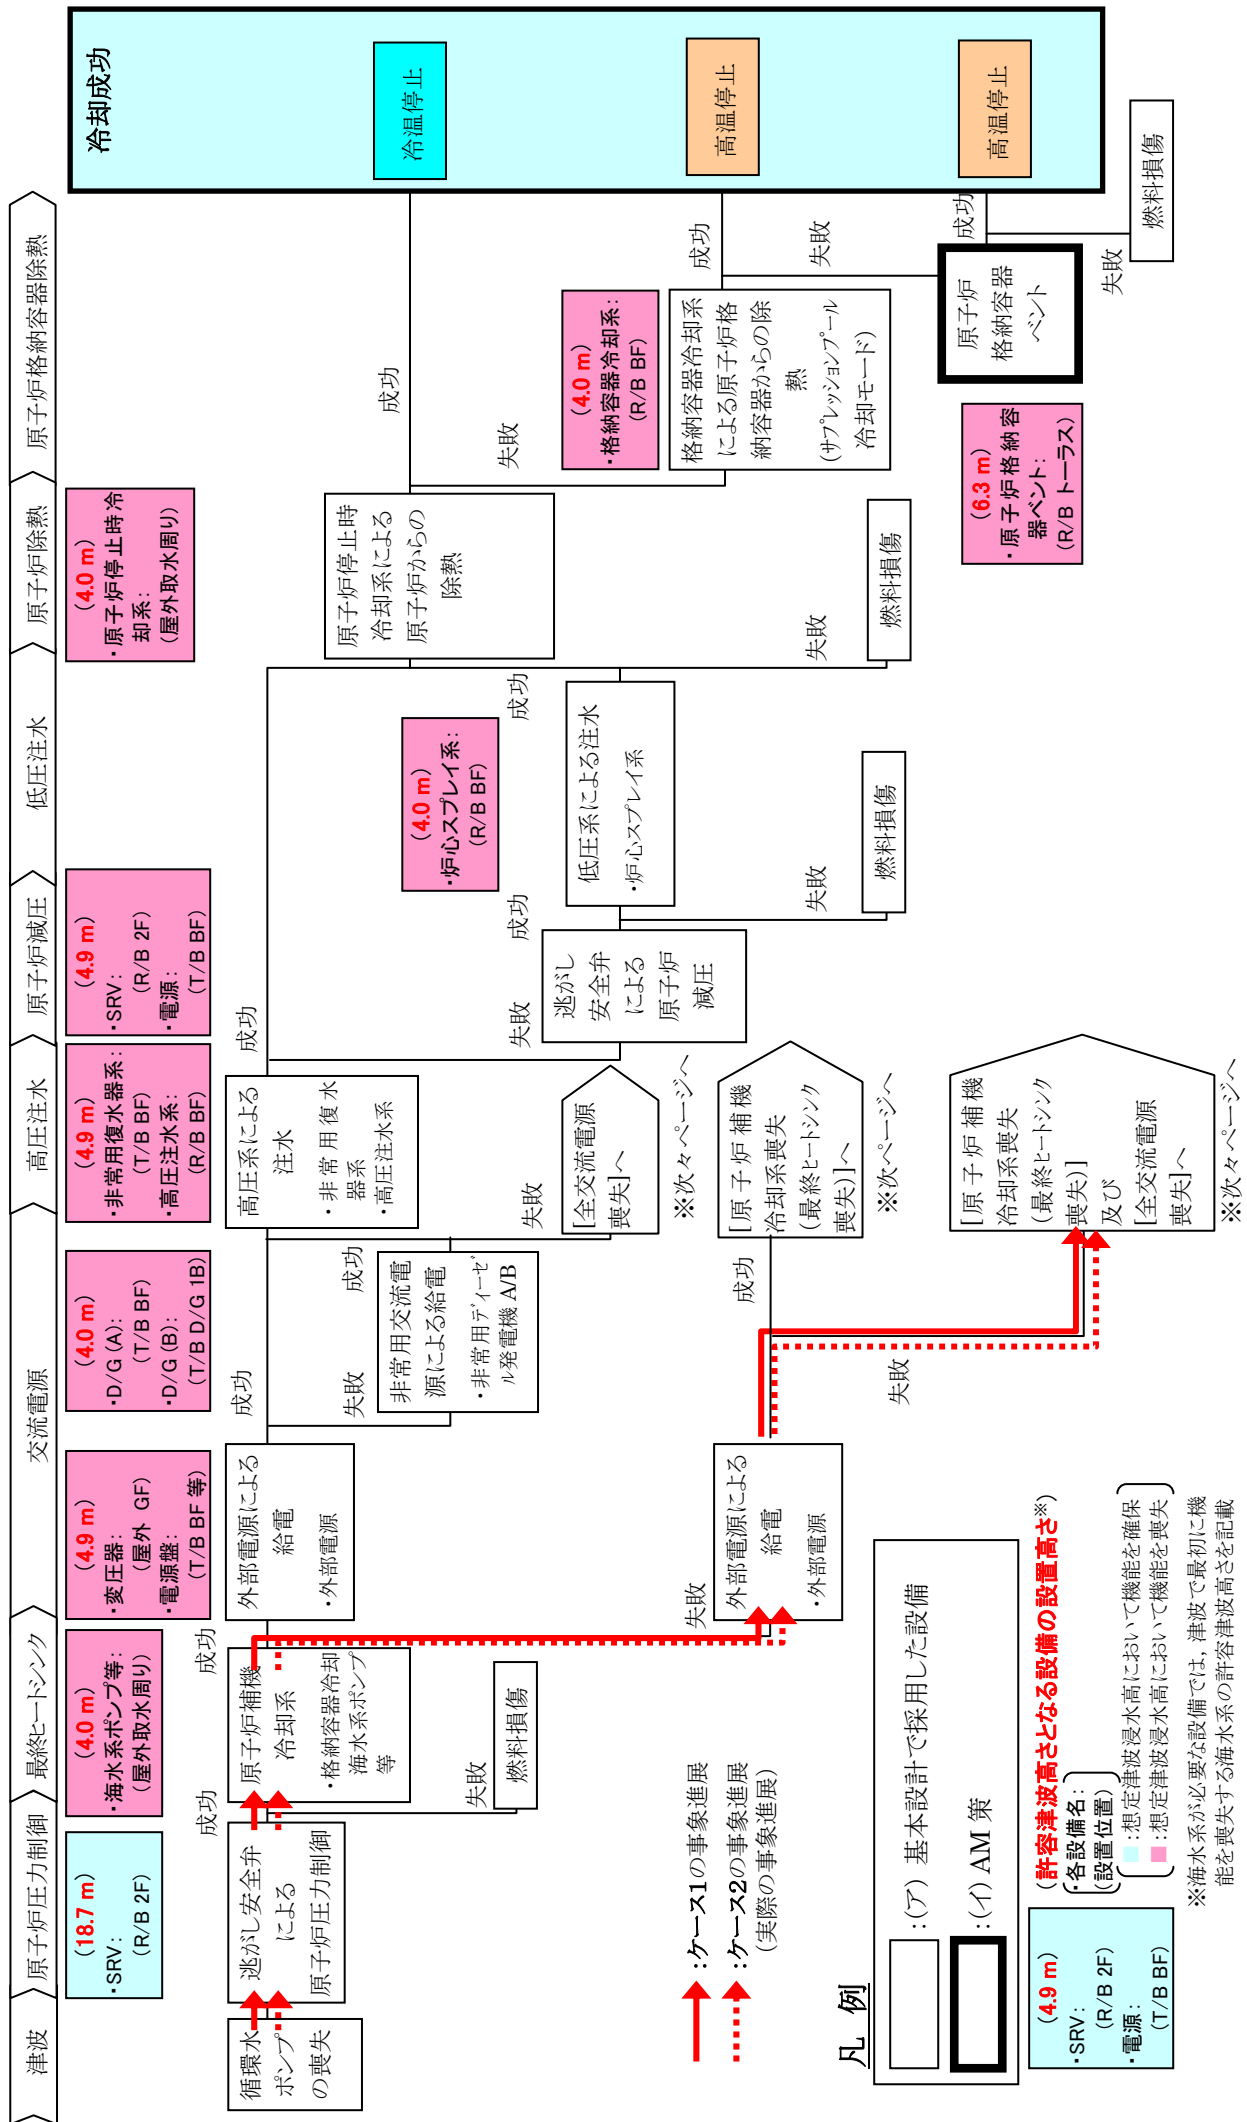 津波
原子炉圧力制御
最終ヒートシンク
交流電源
高圧注水
原子炉減圧
低圧注水
原子炉除熱
原子炉格納容器除熱
(18.7 m)
・SRV:
(R/B 2F)
(4.0 m)
・海水系ポンプ等:
(屋外取水周り)
(4.9 m)
・変圧器:
(屋外 GF)
・電源盤:
(T/B BF 等)
(4.0 m)
・D/G (A):
(T/B BF)
・D/G (B):
(T/B D/G 1B)
(4.9 m)
・非常用復水器系:
(T/B BF)
・高圧注水系:
(R/B BF)
(4.9 m)
・SRV:
(R/B 2F)
・電源:
(T/B BF)
(4.0 m)
・原子炉停止時冷
却系:
(屋外取水周り)
冷却成功
循環水
ポンプ
の喪失
逃がし安全弁
による
原子炉圧力制御
成功
失敗
燃料損傷
原子炉補機
冷却系
・格納容器冷却
海水系ポンプ
等
成功
失敗
外部電源による
給電
・外部電源
成功
失敗
非常用交流電
源による給電
・非常用ディーゼ
ル発電機 A/B
成功
失敗
[全交流電源
喪失]へ
※次々ページへ
高圧系による
注水
・非常用復水
器系
・高圧注水系
成功
失敗
逃がし
安全弁
による
原子炉
減圧
成功
失敗
燃料損傷
(4.0 m)
・炉心スプレイ系:
(R/B BF)
低圧系による注水
・炉心スプレイ系
成功
失敗
燃料損傷
原子炉停止時
冷却系による
原子炉からの
除熱
成功
失敗
冷温停止
(4.0 m)
・格納容器冷却系:
(R/B BF)
格納容器冷却系
による原子炉格
納容器からの除
熱
(サプレッションプール
冷却モード)
成功
失敗
高温停止
(6.3 m)
・原子炉格納容
器ベント:
(R/B トーラス)
原子炉
格納容器
ベント
成功
失敗
高温停止
燃料損傷
外部電源による
給電
・外部電源
成功
失敗
[原子炉補機
冷却系喪失
(最終ヒートシンク
喪失)]へ
※次ページへ
[原子炉補機
冷却系喪失
(最終ヒートシンク
喪失)]
及び
[全交流電源
喪失]へ
※次々ページへ
:ケース1の事象進展
:ケース2の事象進展
(実際の事象進展)
凡 例
:(ア) 基本設計で採用した設備
:(イ) AM 策
(4.9 m)
・SRV:
(R/B 2F)
・電源:
(T/B BF)
(許容津波高さとなる設備の設置高さ※)
・各設備名:
(設置位置)
:想定津波浸水高において機能を確保
:想定津波浸水高において機能を喪失
※海水系が必要な設備では,津波で最初に機
能を喪失する海水系の許容津波高さを記載